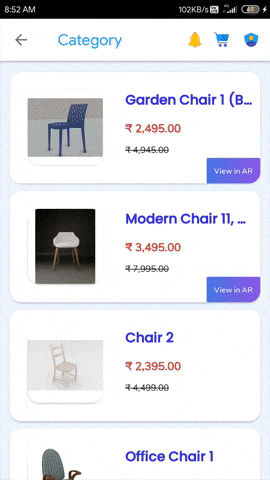 8:52 AM
102KB/s 4G 65
Category
Garden Chair 1 (B...
₹ 2,495.00
₹ 4,945.00
View in AR
Modern Chair 11, ...
₹ 3,495.00
₹ 7,995.00
View in AR
Chair 2
₹ 2,395.00
₹ 4,499.00
Office Chair 1